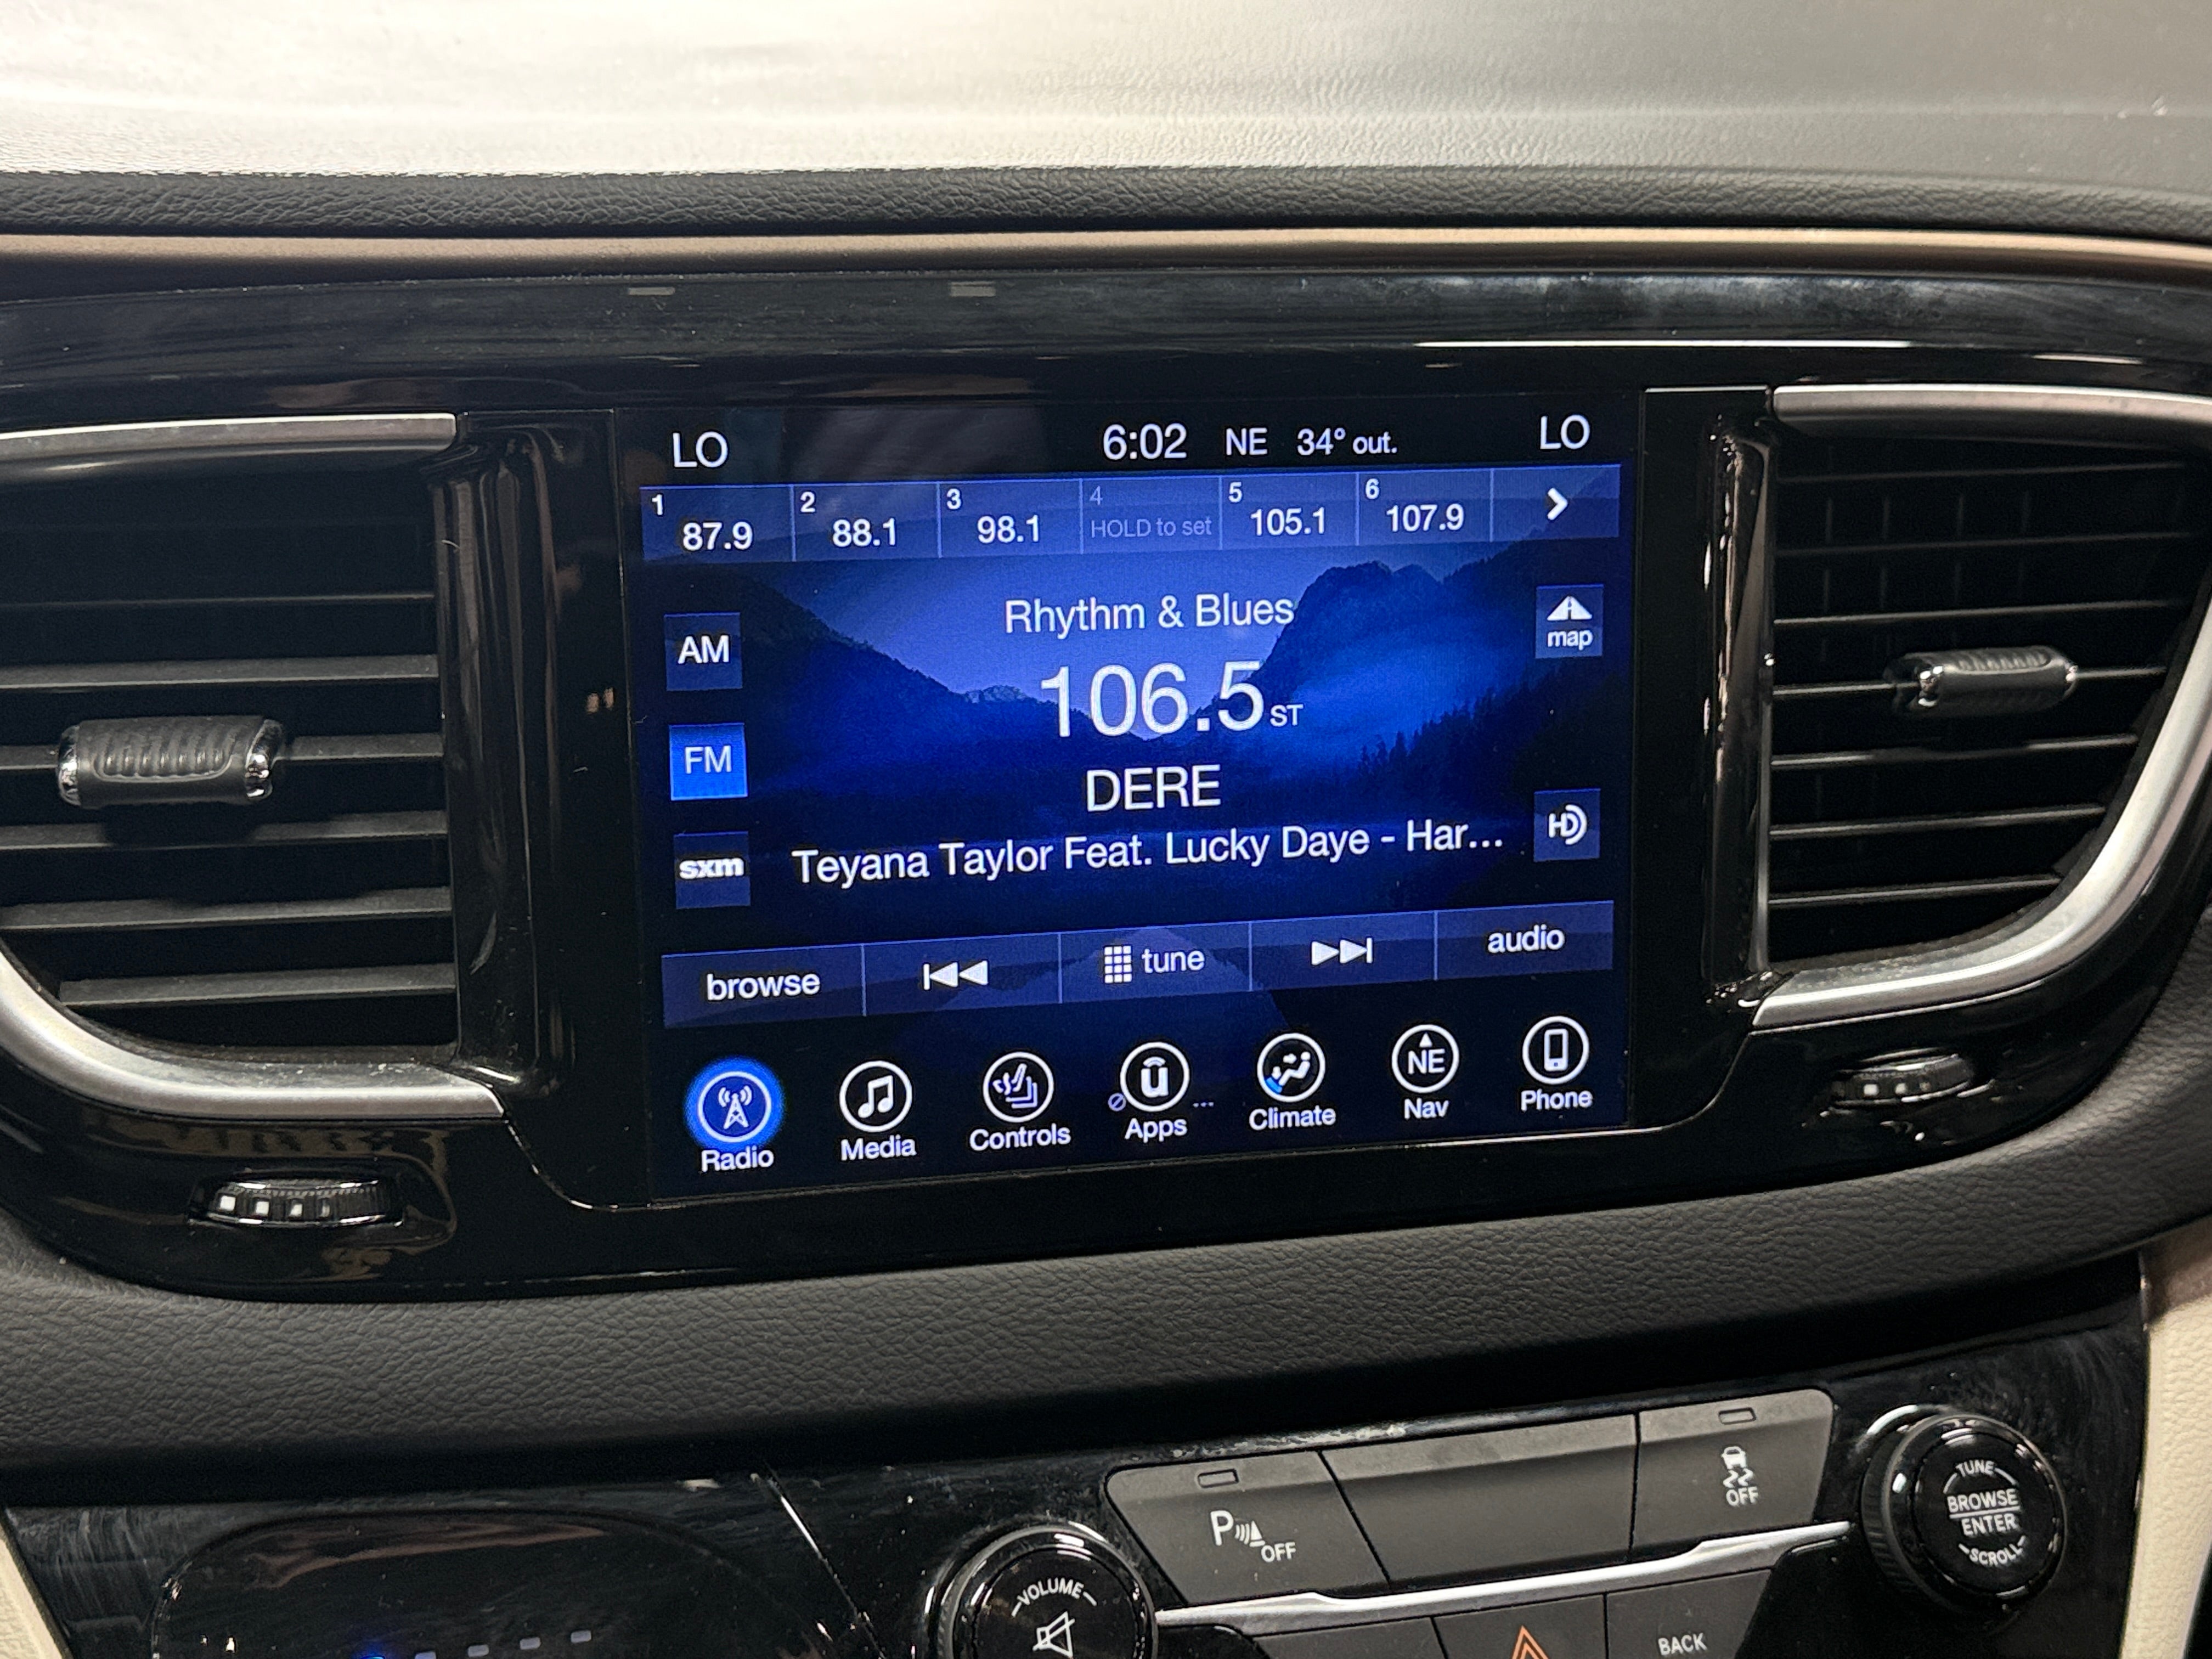 LO 6:02 NE 34° out. LO
1 2 3 4 5 6
87.9 88.1 98.1 HOLD to set 105.1 107.9
Rhythm & Blues
AM
map
106.5 ST
FM
DERE
HD
sxm Teyana Taylor Feat. Lucky Daye - Har...
browse tune audio
Radio Media Controls Apps Climate NE Nav Phone
P OFF
OFF
TUNE
BROWSE
ENTER
SCROLL
VOLUME
BACK